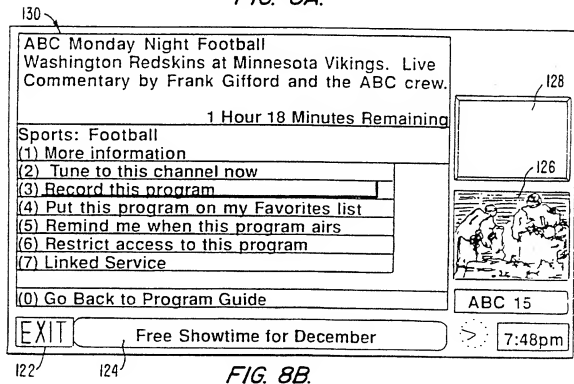 FIG. 8A.
130
ABC Monday Night Football
Washington Redskins at Minnesota Vikings. Live
Commentary by Frank Gifford and the ABC crew.
1 Hour 18 Minutes Remaining
Sports: Football
(1) More information
(2) Tune to this channel now
(3) Record this program
(4) Put this program on my Favorites list
(5) Remind me when this program airs
(6) Restrict access to this program
(7) Linked Service
(0) Go Back to Program Guide
128
126
ABC 15
EXIT
Free Showtime for December
7:48pm
122
124
FIG. 8B.